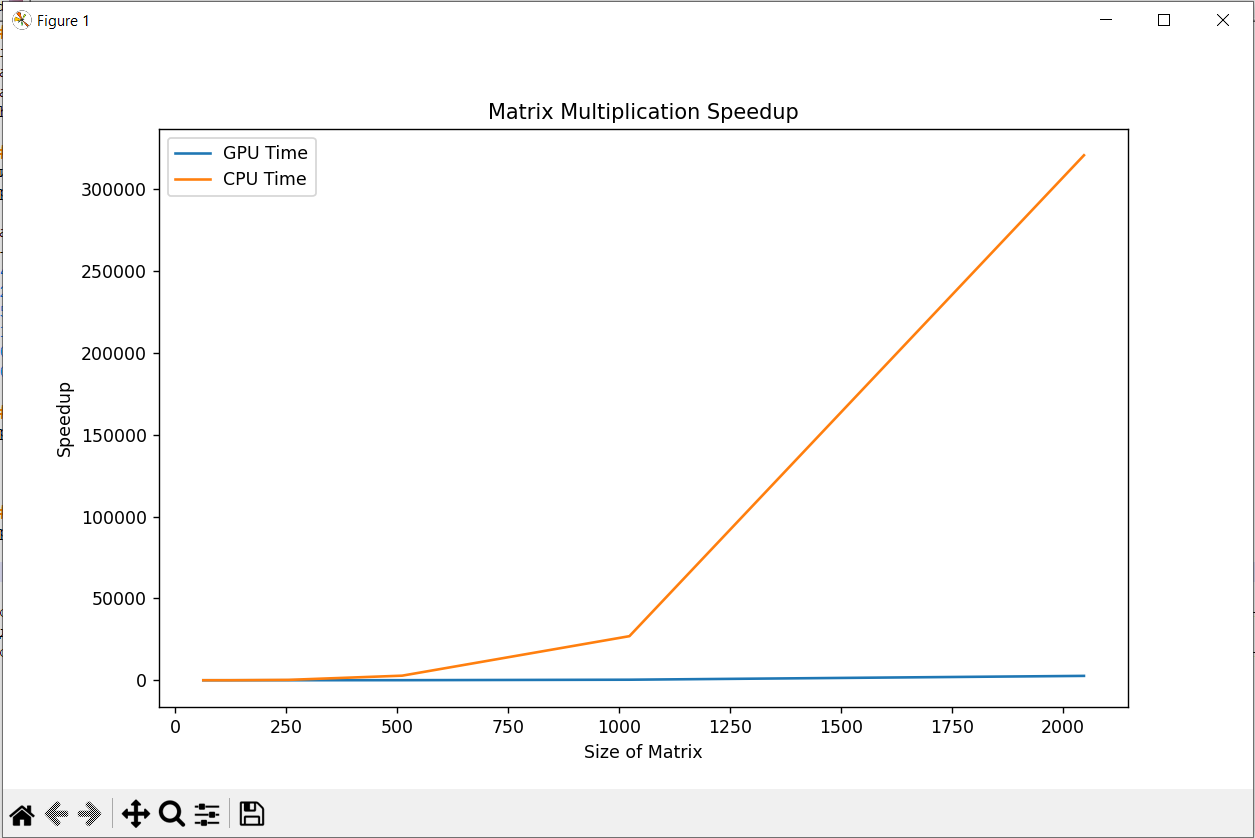 Figure 1
Matrix Multiplication Speedup
GPU Time
CPU Time
300000
250000
200000
150000
100000
50000
0
Speedup
0 250 500 750 1000 1250 1500 1750 2000
Size of Matrix